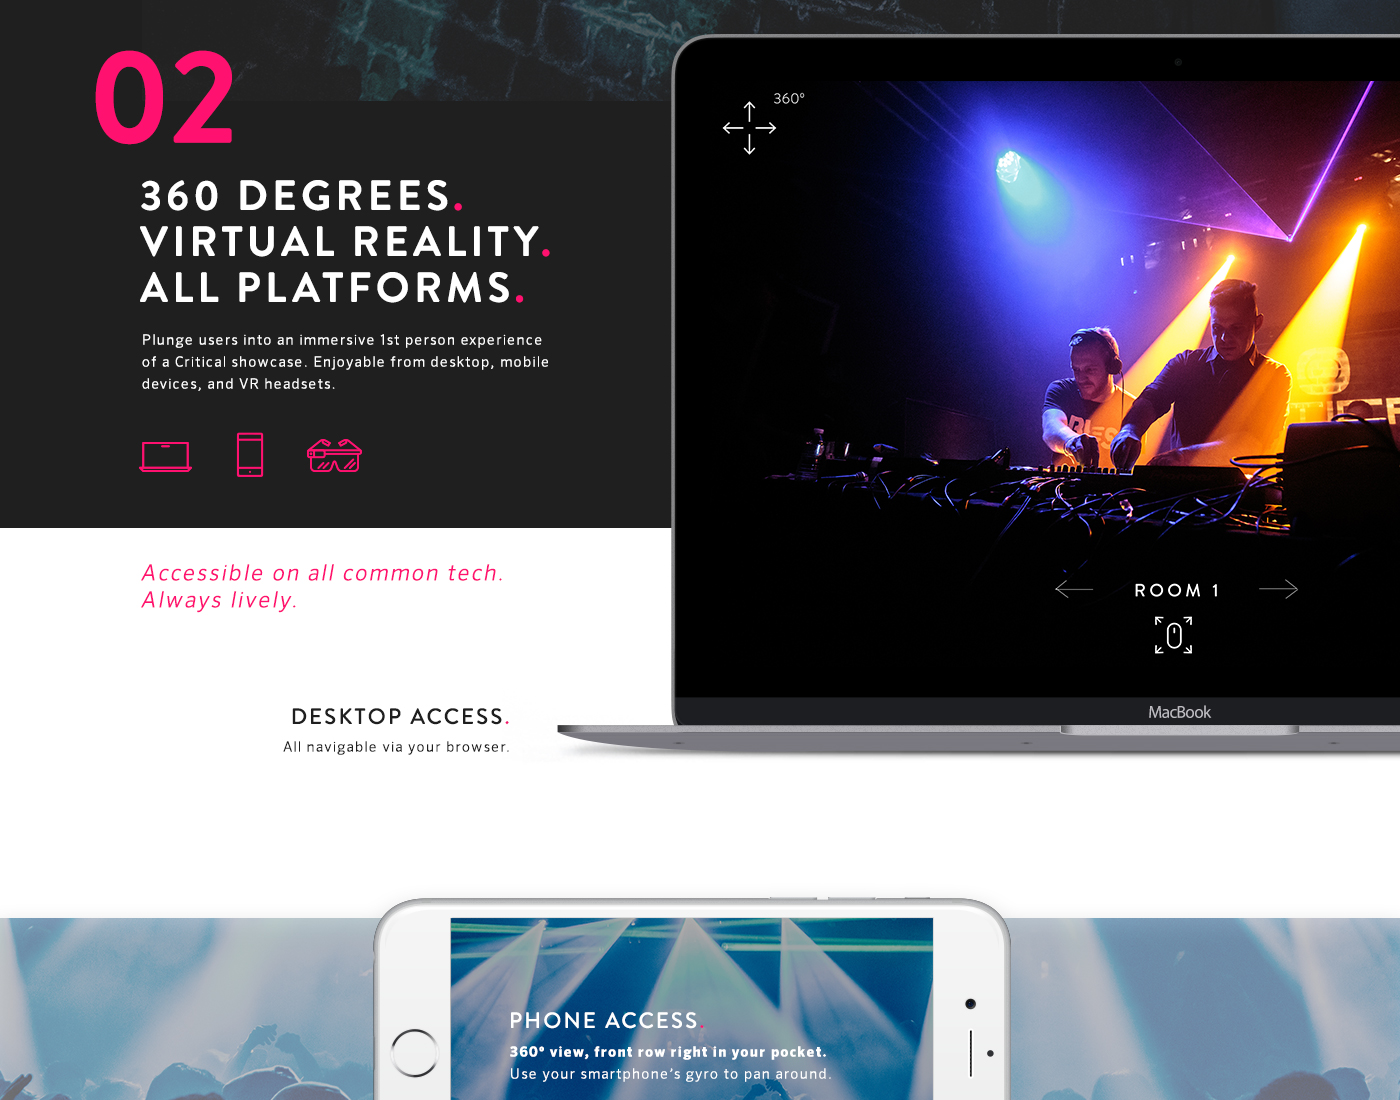 02
360 DEGREES.
VIRTUAL REALITY.
ALL PLATFORMS.
Plunge users into an immersive 1st person experience
of a Critical showcase. Enjoyable from desktop, mobile
devices, and VR headsets.
Accessible on all common tech.
Always lively.
DESKTOP ACCESS.
All navigable via your browser.
360°
ROOM 1
MacBook
PHONE ACCESS.
360° view, front row right in your pocket.
Use your smartphone's gyro to pan around.